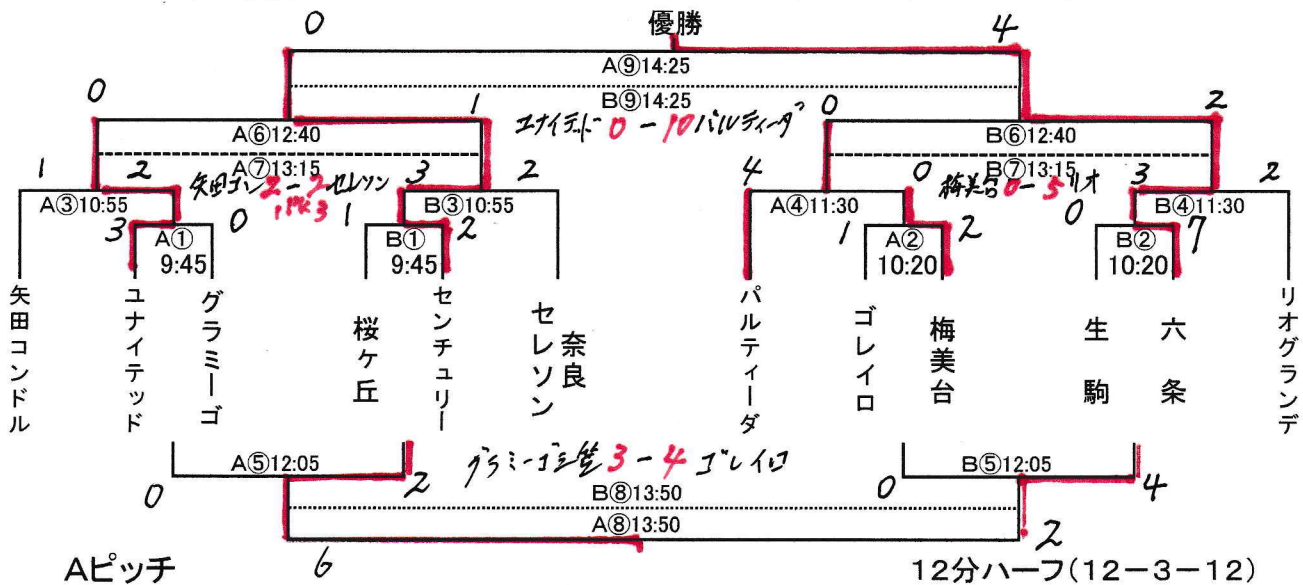 0
優勝
4
A⑨14:25
0
B⑨14:25
1
ユナイテッド 0-10 パルティーダ
0
2
A⑥12:40
B⑥12:40
1
2
A⑦13:15
矢田コン 2-2 セレソン
PK3
3
2
4
0
B⑦13:15
梅美台 0-5 リオ
3
2
A③10:55
B③10:55
A④11:30
B④11:30
3
A①
0
1
B①
2
1
A②
2
0
B②
7
9:45
9:45
10:20
10:20
矢田コンドル
ユナイテッド
グラミーゴ
桜ヶ丘
センチュリー
奈良
セレソン
パルティーダ
ゴレイロ
梅美台
生駒
六条
リオグランデ
A⑤12:05
グラミーゴ三笠 3-4 ゴレイロ
B⑤12:05
0
2
B⑧13:50
0
4
A⑧13:50
6
2
Aピッチ
12分ハーフ(12-3-12)